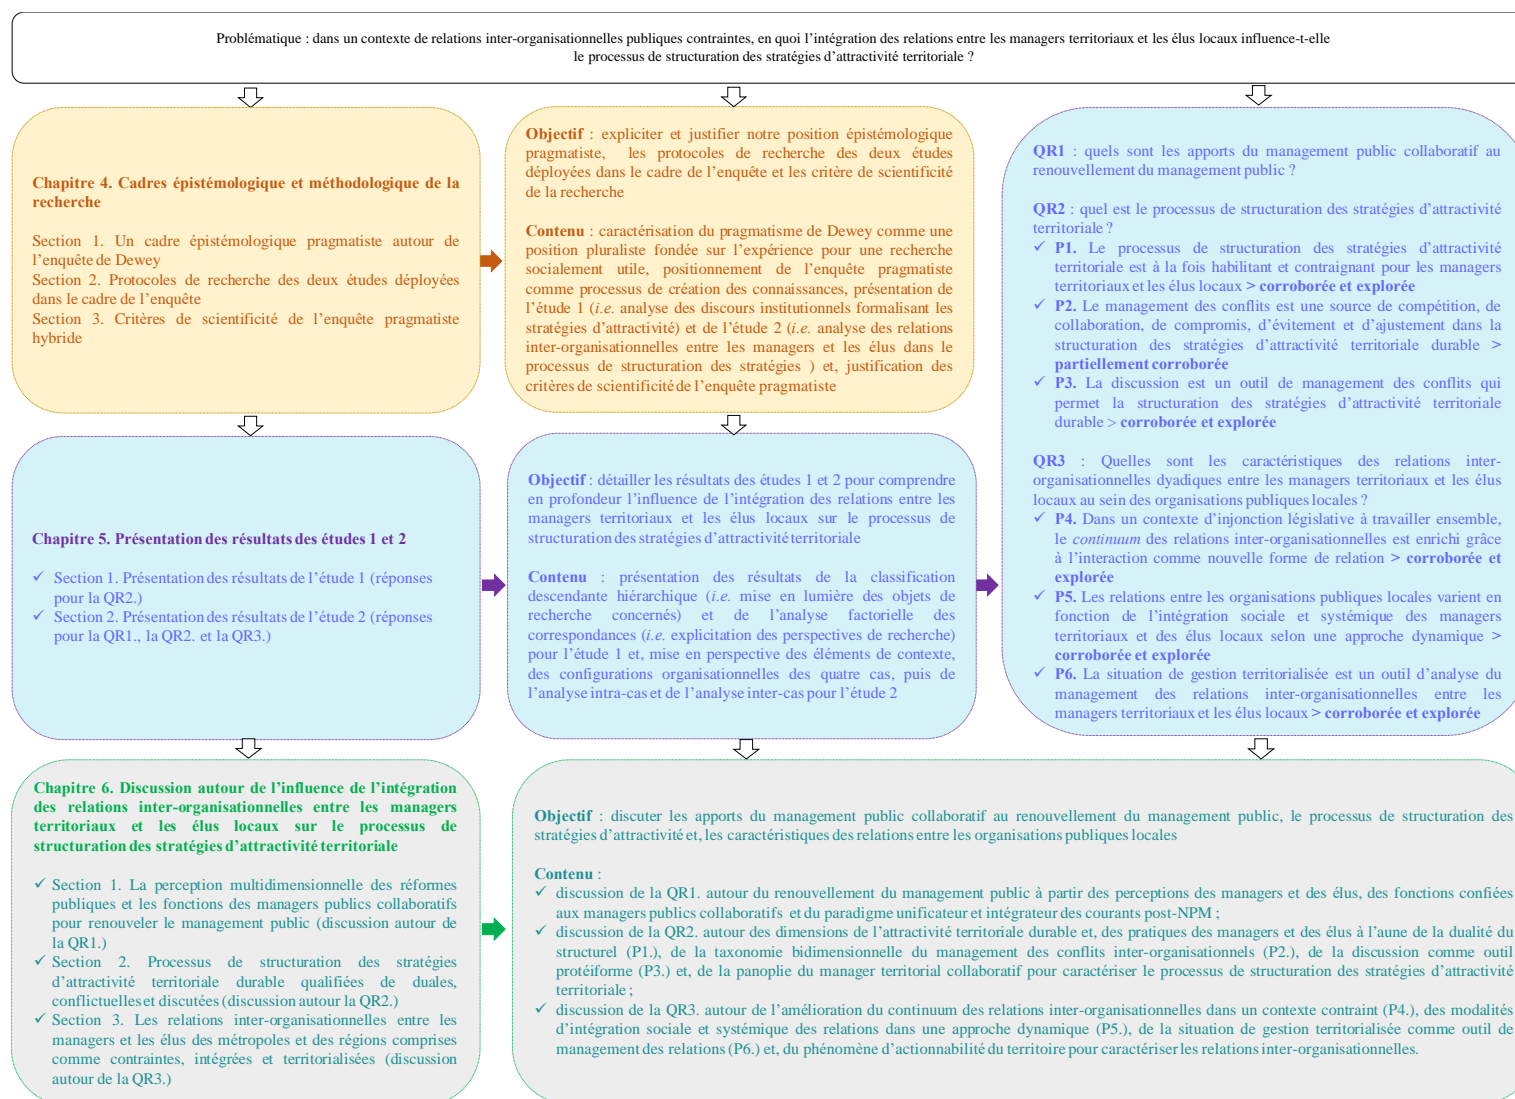 Problématique : dans un contexte de relations inter-organisationnelles publiques contraintes, en quoi l’intégration des relations entre les managers territoriaux et les élus locaux influence-t-elle
le processus de structuration des stratégies d’attractivité territoriale ?
Chapitre 4. Cadres épistémologique et méthodologique de la
recherche
Section 1. Un cadre épistémologique pragmatiste autour de
l’enquête de Dewey
Section 2. Protocoles de recherche des deux études déployées
dans le cadre de l’enquête
Section 3. Critères de scientificité de l’enquête pragmatiste
hybride
Objectif : expliciter et justifier notre position épistémologique
pragmatiste, les protocoles de recherche des deux études
déployées dans le cadre de l’enquête et les critère de scientificité
de la recherche
Contenu : caractérisation du pragmatisme de Dewey comme une
position pluraliste fondée sur l’expérience pour une recherche
socialement utile, positionnement de l’enquête pragmatiste
comme processus de création des connaissances, présentation de
l’étude 1 (i.e. analyse des discours institutionnels formalisant les
stratégies d’attractivité) et de l’étude 2 (i.e. analyse des relations
inter-organisationnelles entre les managers et les élus dans le
processus de structuration des stratégies ) et, justification des
critères de scientificité de l’enquête pragmatiste
QR1 : quels sont les apports du management public collaboratif au
renouvellement du management public ?
QR2 : quel est le processus de structuration des stratégies d’attractivité
territoriale ?
✓ P1. Le processus de structuration des stratégies d’attractivité
territoriale est à la fois habilitant et contraignant pour les managers
territoriaux et les élus locaux > corroborée et explorée
✓ P2. Le management des conflits est une source de compétition, de
collaboration, de compromis, d’évitement et d’ajustement dans la
structuration des stratégies d’attractivité territoriale durable >
partiellement corroborée
✓ P3. La discussion est un outil de management des conflits qui
permet la structuration des stratégies d’attractivité territoriale
durable > corroborée et explorée
QR3 : Quelles sont les caractéristiques des relations inter-
organisationnelles dyadiques entre les managers territoriaux et les élus
locaux au sein des organisations publiques locales ?
✓ P4. Dans un contexte d’injonction législative à travailler ensemble,
le continuum des relations inter-organisationnelles est enrichi grâce
à l’interaction comme nouvelle forme de relation > corroborée et
explorée
✓ P5. Les relations entre les organisations publiques locales varient en
fonction de l’intégration sociale et systémique des managers
territoriaux et des élus locaux selon une approche dynamique >
corroborée et explorée
✓ P6. La situation de gestion territorialisée est un outil d’analyse du
management des relations inter-organisationnelles entre les
managers territoriaux et les élus locaux > corroborée et explorée
Chapitre 5. Présentation des résultats des études 1 et 2
✓ Section 1. Présentation des résultats de l’étude 1 (réponses
pour la QR2.)
✓ Section 2. Présentation des résultats de l’étude 2 (réponses
pour la QR1., la QR2. et la QR3.)
Objectif : détailler les résultats des études 1 et 2 pour comprendre
en profondeur l’influence de l’intégration des relations entre les
managers territoriaux et les élus locaux sur le processus de
structuration des stratégies d’attractivité territoriale
Contenu : présentation des résultats de la classification
descendante hiérarchique (i.e. mise en lumière des objets de
recherche concernés) et de l’analyse factorielle des
correspondances (i.e. explicitation des perspectives de recherche)
pour l’étude 1 et, mise en perspective des éléments de contexte,
des configurations organisationnelles des quatre cas, puis de
l’analyse intra-cas et de l’analyse inter-cas pour l’étude 2
Chapitre 6. Discussion autour de l’influence de l’intégration
des relations inter-organisationnelles entre les managers
territoriaux et les élus locaux sur le processus de
structuration des stratégies d’attractivité territoriale
✓ Section 1. La perception multidimensionnelle des réformes
publiques et les fonctions des managers publics collaboratifs
pour renouveler le management public (discussion autour de
la QR1.)
✓ Section 2. Processus de structuration des stratégies
d’attractivité territoriale durable qualifiées de duales,
conflictuelles et discutées (discussion autour la QR2.)
✓ Section 3. Les relations inter-organisationnelles entre les
managers et les élus des métropoles et des régions comprises
comme contraintes, intégrées et territorialisées (discussion
autour de la QR3.)
Objectif : discuter les apports du management public collaboratif au renouvellement du management public, le processus de structuration des
stratégies d’attractivité et, les caractéristiques des relations entre les organisations publiques locales
Contenu :
✓ discussion de la QR1. autour du renouvellement du management public à partir des perceptions des managers et des élus, des fonctions confiées
aux managers publics collaboratifs et du paradigme unificateur et intégrateur des courants post-NPM ;
✓ discussion de la QR2. autour des dimensions de l’attractivité territoriale durable et, des pratiques des managers et des élus à l’aune de la dualité du
structurel (P1.), de la taxonomie bidimensionnelle du management des conflits inter-organisationnels (P2.), de la discussion comme outil
protéiforme (P3.) et, de la panoplie du manager territorial collaboratif pour caractériser le processus de structuration des stratégies d’attractivité
territoriale ;
✓ discussion de la QR3. autour de l’amélioration du continuum des relations inter-organisationnelles dans un contexte contraint (P4.), des modalités
d’intégration sociale et systémique des relations dans une approche dynamique (P5.), de la situation de gestion territorialisée comme outil de
management des relations (P6.) et, du phénomène d’actionnabilité du territoire pour caractériser les relations inter-organisationnelles.